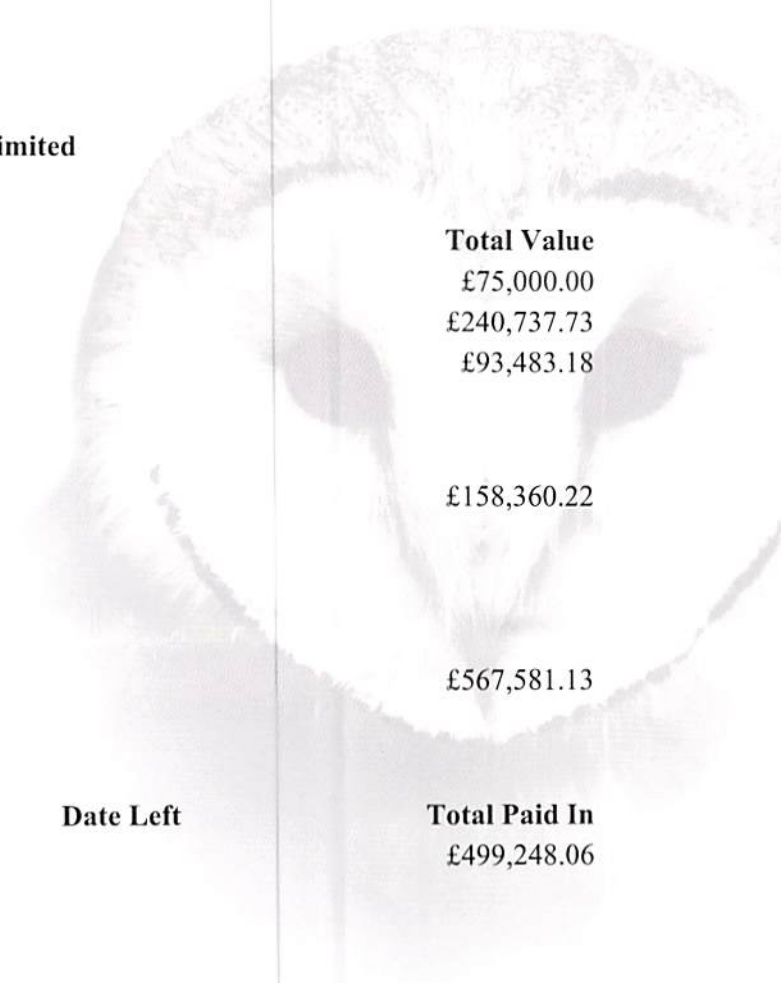 imited
Total Value
£75,000.00
£240,737.73
£93,483.18
£158,360.22
£567,581.13
Date Left Total Paid In
£499,248.06